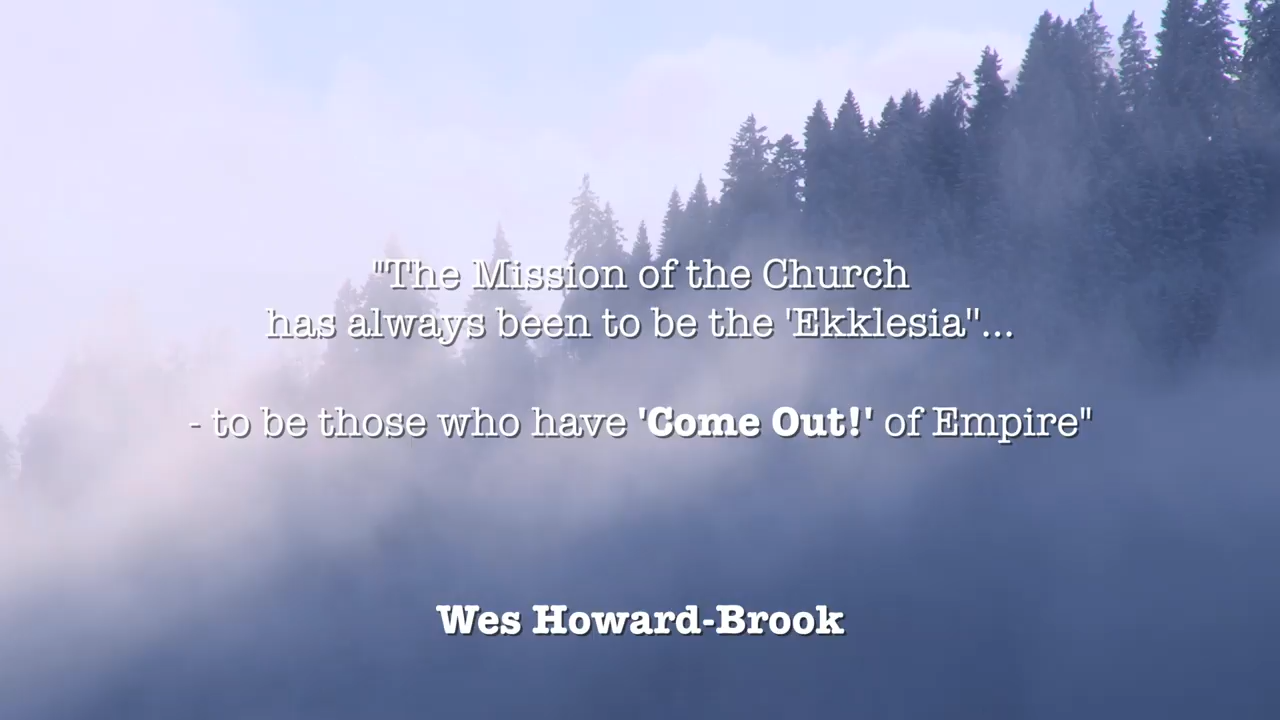 "The Mission of the Church
has always been to be the 'Ekklesia"...
- to be those who have 'Come Out!' of Empire"
Wes Howard-Brook